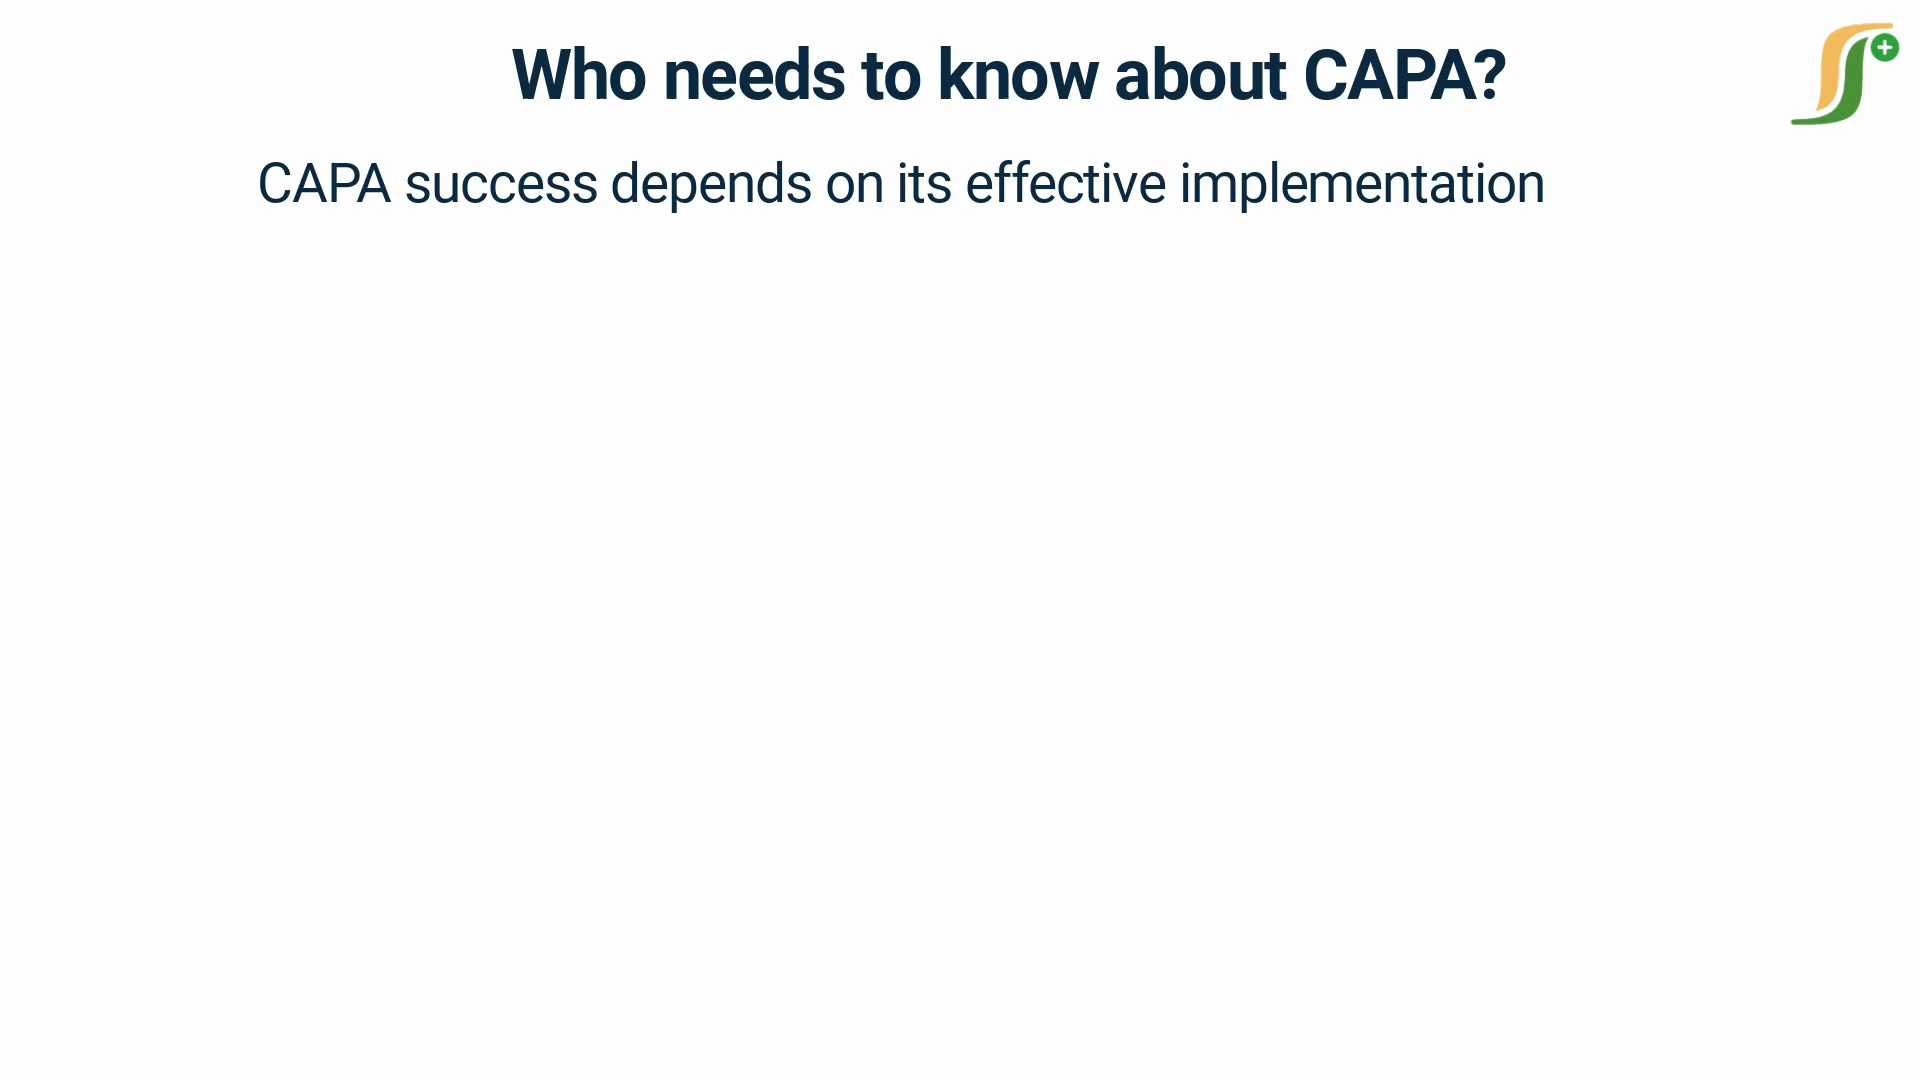 Who needs to know about CAPA?
CAPA success depends on its effective implementation